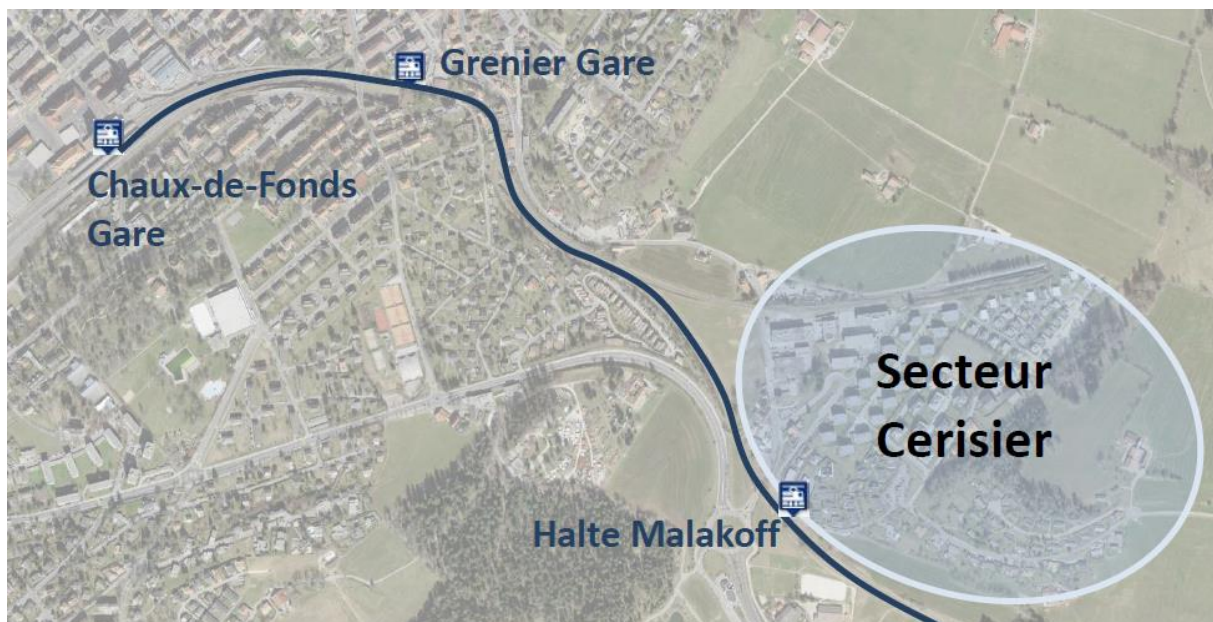 Grenier Gare
Chaux-de-Fonds
Gare
Secteur
Cerisier
Halte Malakoff